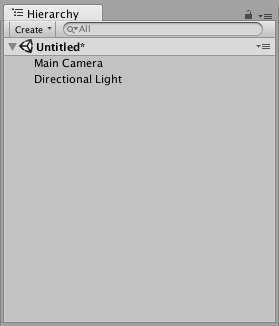 Hierarchy
Create All
Untitled*
Main Camera
Directional Light